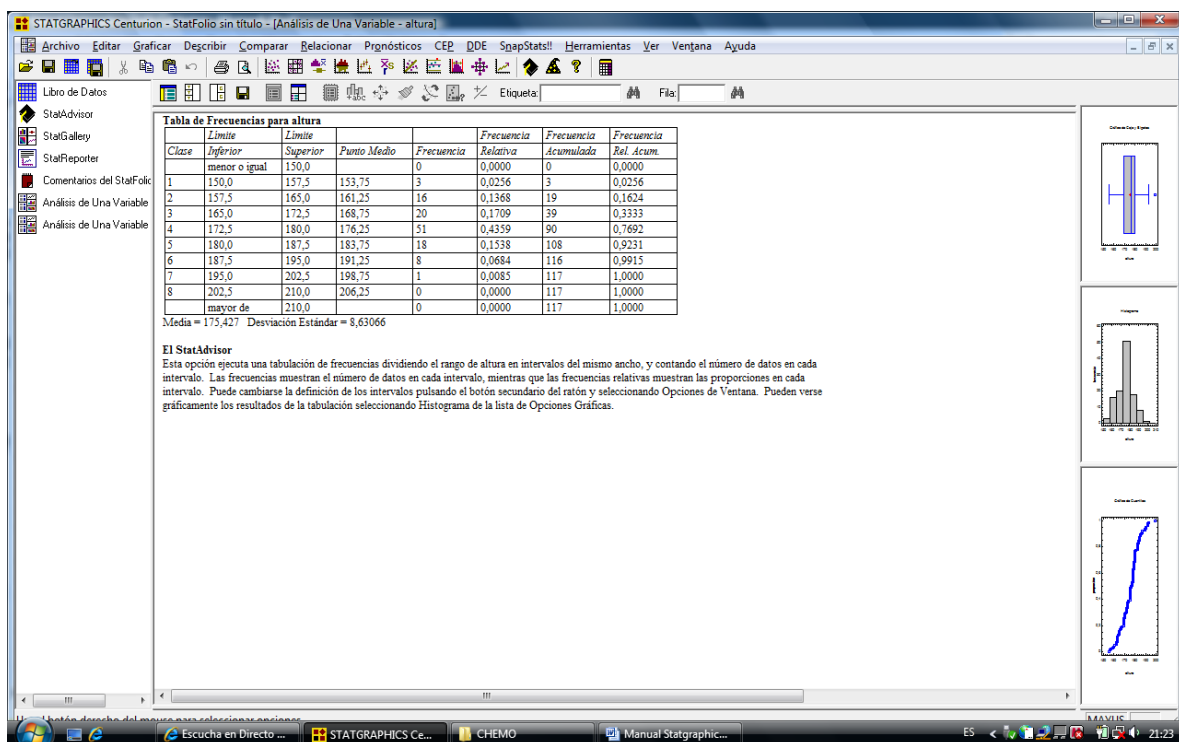 STATGRAPHICS Centurion - StatFolio sin título - [Análisis de Una Variable - altura]
Archivo Editar Graficar Describir Comparar Relacionar Pronósticos CEP DDE SnapStats!! Herramientas Ver Ventana Ayuda
Etiqueta: Fila:
Libro de Datos
StatAdvisor
StatGallery
StatReporter
Comentarios del StatFolio
Análisis de Una Variable
Análisis de Una Variable
Tabla de Frecuencias para altura
Límite Límite Frecuencia Frecuencia Frecuencia
Clase Inferior Superior Punto Medio Frecuencia Relativa Acumulada Rel. Acum.
menor o igual 150,0 0 0,0000 0 0,0000
1 150,0 157,5 153,75 3 0,0256 3 0,0256
2 157,5 165,0 161,25 16 0,1368 19 0,1624
3 165,0 172,5 168,75 20 0,1709 39 0,3333
4 172,5 180,0 176,25 51 0,4359 90 0,7692
5 180,0 187,5 183,75 18 0,1538 108 0,9231
6 187,5 195,0 191,25 8 0,0684 116 0,9915
7 195,0 202,5 198,75 1 0,0085 117 1,0000
8 202,5 210,0 206,25 0 0,0000 117 1,0000
mayor de 210,0 0 0,0000 117 1,0000
Media = 175,427 Desviación Estándar = 8,63066
El StatAdvisor
Esta opción ejecuta una tabulación de frecuencias dividiendo el rango de altura en intervalos del mismo ancho, y contando el número de datos en cada
intervalo. Las frecuencias muestran el número de datos en cada intervalo, mientras que las frecuencias relativas muestran las proporciones en cada
intervalo. Puede cambiarse la definición de los intervalos pulsando el botón secundario del ratón y seleccionando Opciones de Ventana. Pueden verse
gráficamente los resultados de la tabulación seleccionando Histograma de la lista de Opciones Gráficas.
Histograma
altura
altura
altura
botón derecho del mouse para seleccionar opciones
MAYUS
Escucha en Directo ... STATGRAPHICS Ce... CHEMO Manual Statgraphic... ES 21:23